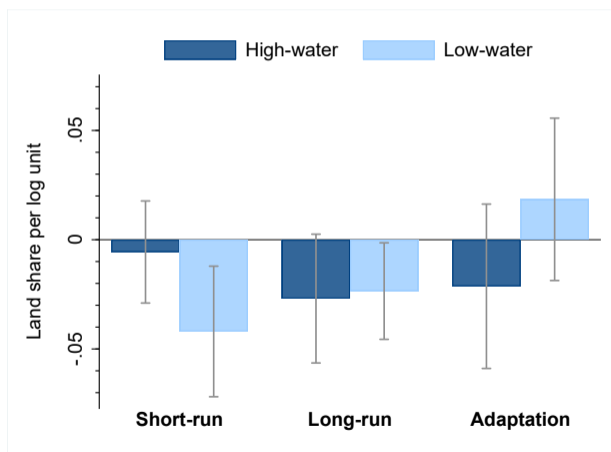 High-water Low-water
Land share per log unit
.05
0
-.05
Short-run Long-run Adaptation